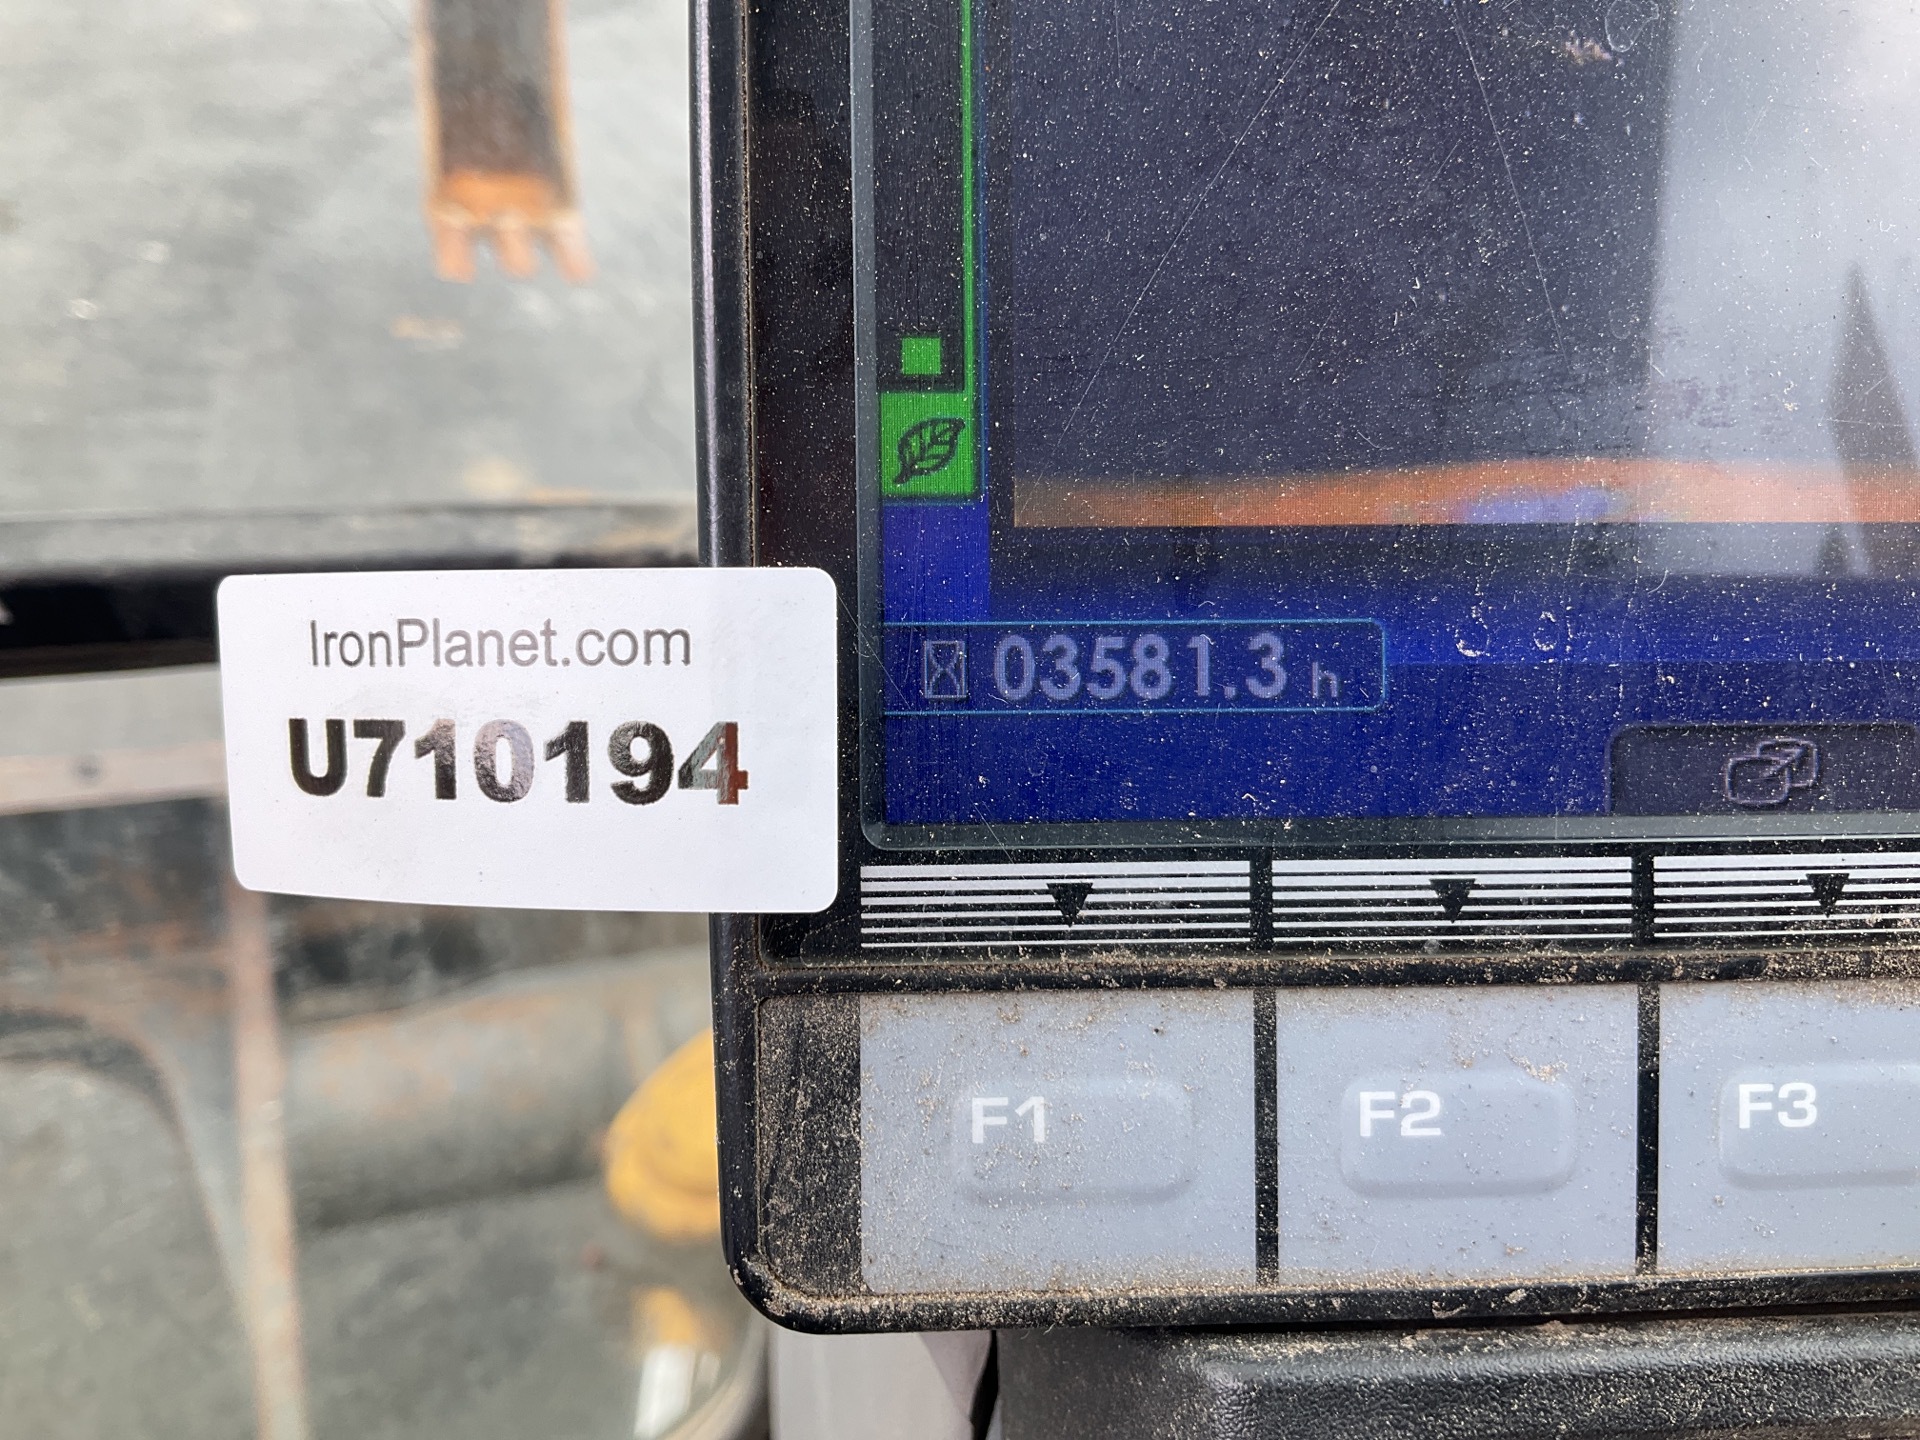 IronPlanet.com
U710194
03581.3 h
F1
F2
F3